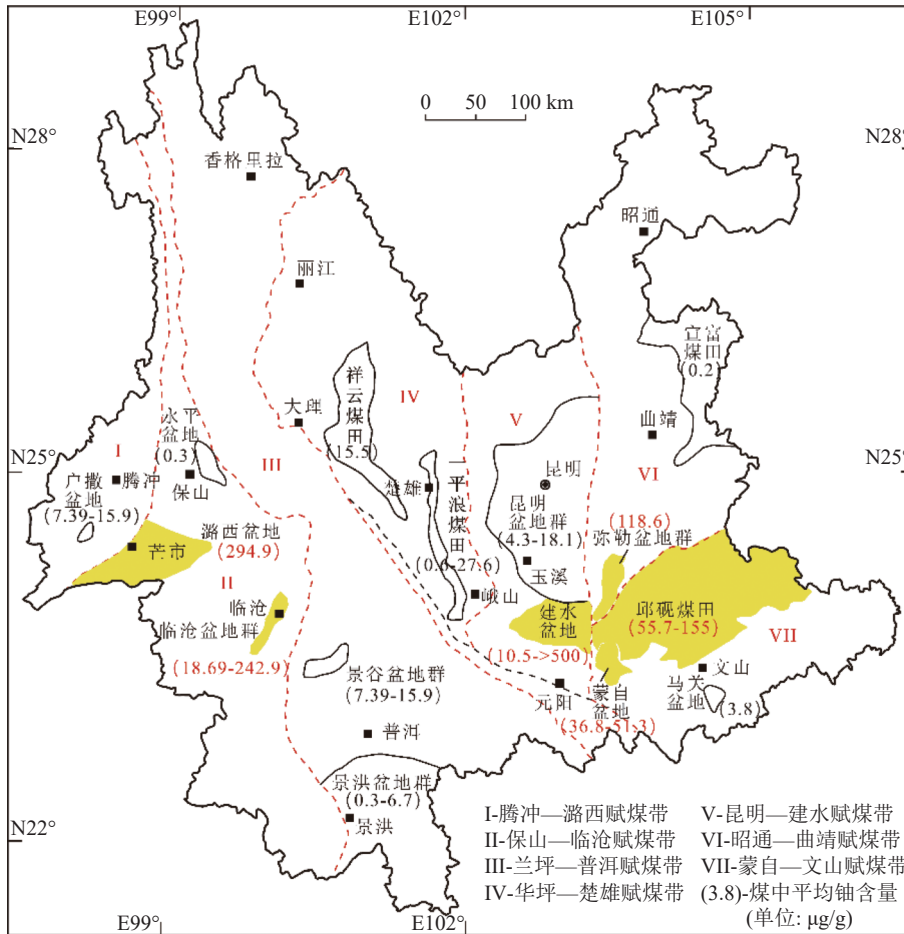 E99°
E102°
E105°
0 50 100 km
N28°
N28°
香格里拉
昭通
丽江
宣富
煤田
(0.2)
祥云煤田
(15.5)
IV
大理
V
曲靖
永平
盆地
(0.3)
I
III
一平浪煤田
(0.6-27.6)
VI
N25°
N25°
广撒
盆地
(7.39-15.9)
腾冲
保山
楚雄
昆明
昆明
盆地群
(4.3-18.1)
(118.6)
弥勒盆地群
潞西盆地
(294.9)
芒市
玉溪
II
峨山
临沧
临沧盆地群
(18.69-242.9)
建水
盆地
(10.5->500)
邱砚煤田
(55.7-155)
VII
景谷盆地群
(7.39-15.9)
元阳
蒙自
盆地
(36.8-51.3)
文山
马关
盆地
(3.8)
普洱
景洪盆地群
(0.3-6.7)
景洪
N22°
I-腾冲—潞西赋煤带
II-保山—临沧赋煤带
III-兰坪—普洱赋煤带
IV-华坪—楚雄赋煤带
V-昆明—建水赋煤带
VI-昭通—曲靖赋煤带
VII-蒙自—文山赋煤带
(3.8)-煤中平均铀含量
(单位: μg/g)
E99°
E102°